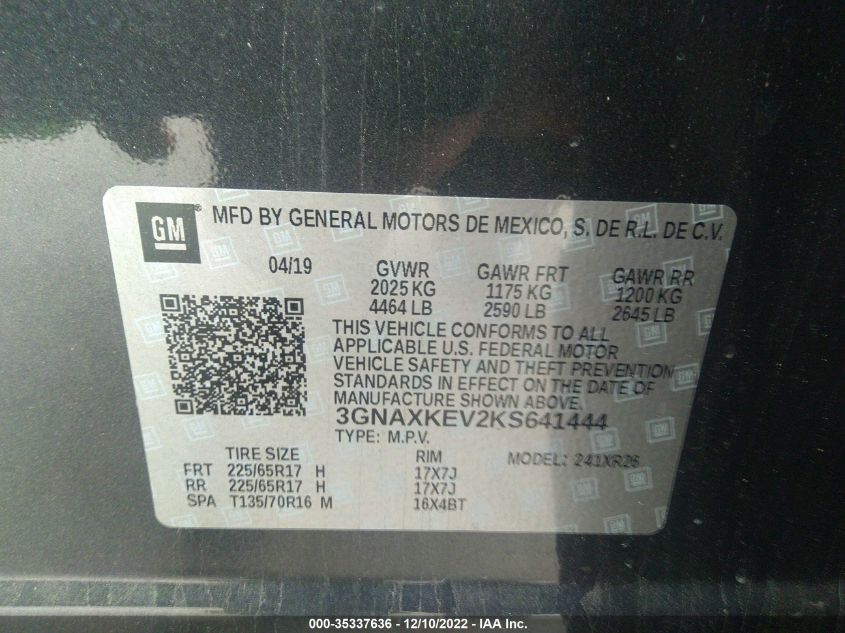 GM ® MFD BY GENERAL MOTORS DE MEXICO, S. DE R.L. DE C.V.
04/19 GVWR GAWR FRT GAWR RR
2025 KG 1175 KG 1200 KG
4464 LB 2590 LB 2645 LB
THIS VEHICLE CONFORMS TO ALL
APPLICABLE U.S. FEDERAL MOTOR
VEHICLE SAFETY AND THEFT PREVENTION
STANDARDS IN EFFECT ON THE DATE OF
MANUFACTURE SHOWN ABOVE.
3GNAXKEV2KS641444
TYPE: M.P.V. MODEL: 241XR26
TIRE SIZE RIM
FRT 225/65R17 H 17X7J
RR 225/65R17 H 17X7J
SPA T135/70R16 M 16X4BT
000-35337636 - 12/10/2022 - IAA Inc.